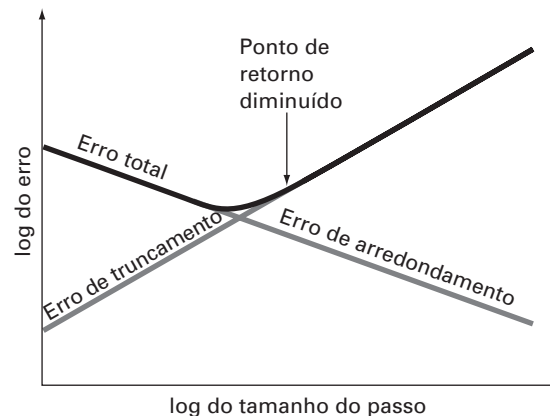 Ponto de
retorno
diminuído
Erro total
Erro de truncamento
Erro de arredondamento
log do erro
log do tamanho do passo